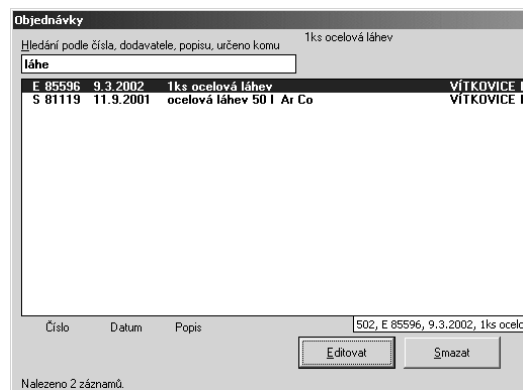 Objednávky
Hledání podle čísla, dodavatele, popisu, určeno komu
1ks ocelová láhev
láhe
E 85596 9.3.2002 1ks ocelová láhev VÍTKOVICE
S 81119 11.9.2001 ocelová láhev 50 l Ar Co VÍTKOVICE
Číslo Datum Popis
502, E 85596, 9.3.2002, 1ks ocelo
Editovat Smazat
Nalezeno 2 záznamů.